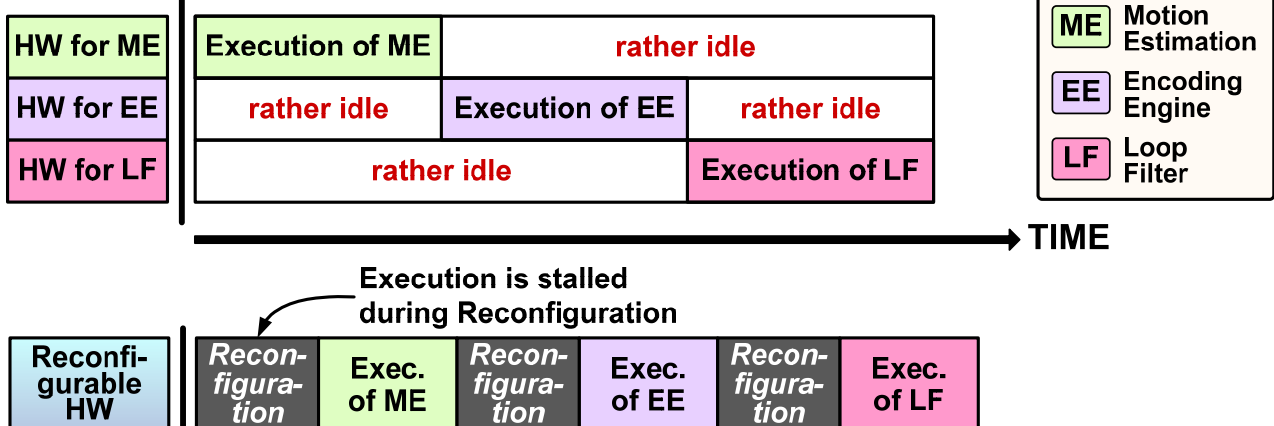 HW for ME
Execution of ME
rather idle
HW for EE
rather idle
Execution of EE
rather idle
HW for LF
rather idle
Execution of LF
ME
Motion
Estimation
EE
Encoding
Engine
LF
Loop
Filter
TIME
Execution is stalled
during Reconfiguration
Reconfi-
gurable
HW
Recon-
figura-
tion
Exec.
of ME
Recon-
figura-
tion
Exec.
of EE
Recon-
figura-
tion
Exec.
of LF